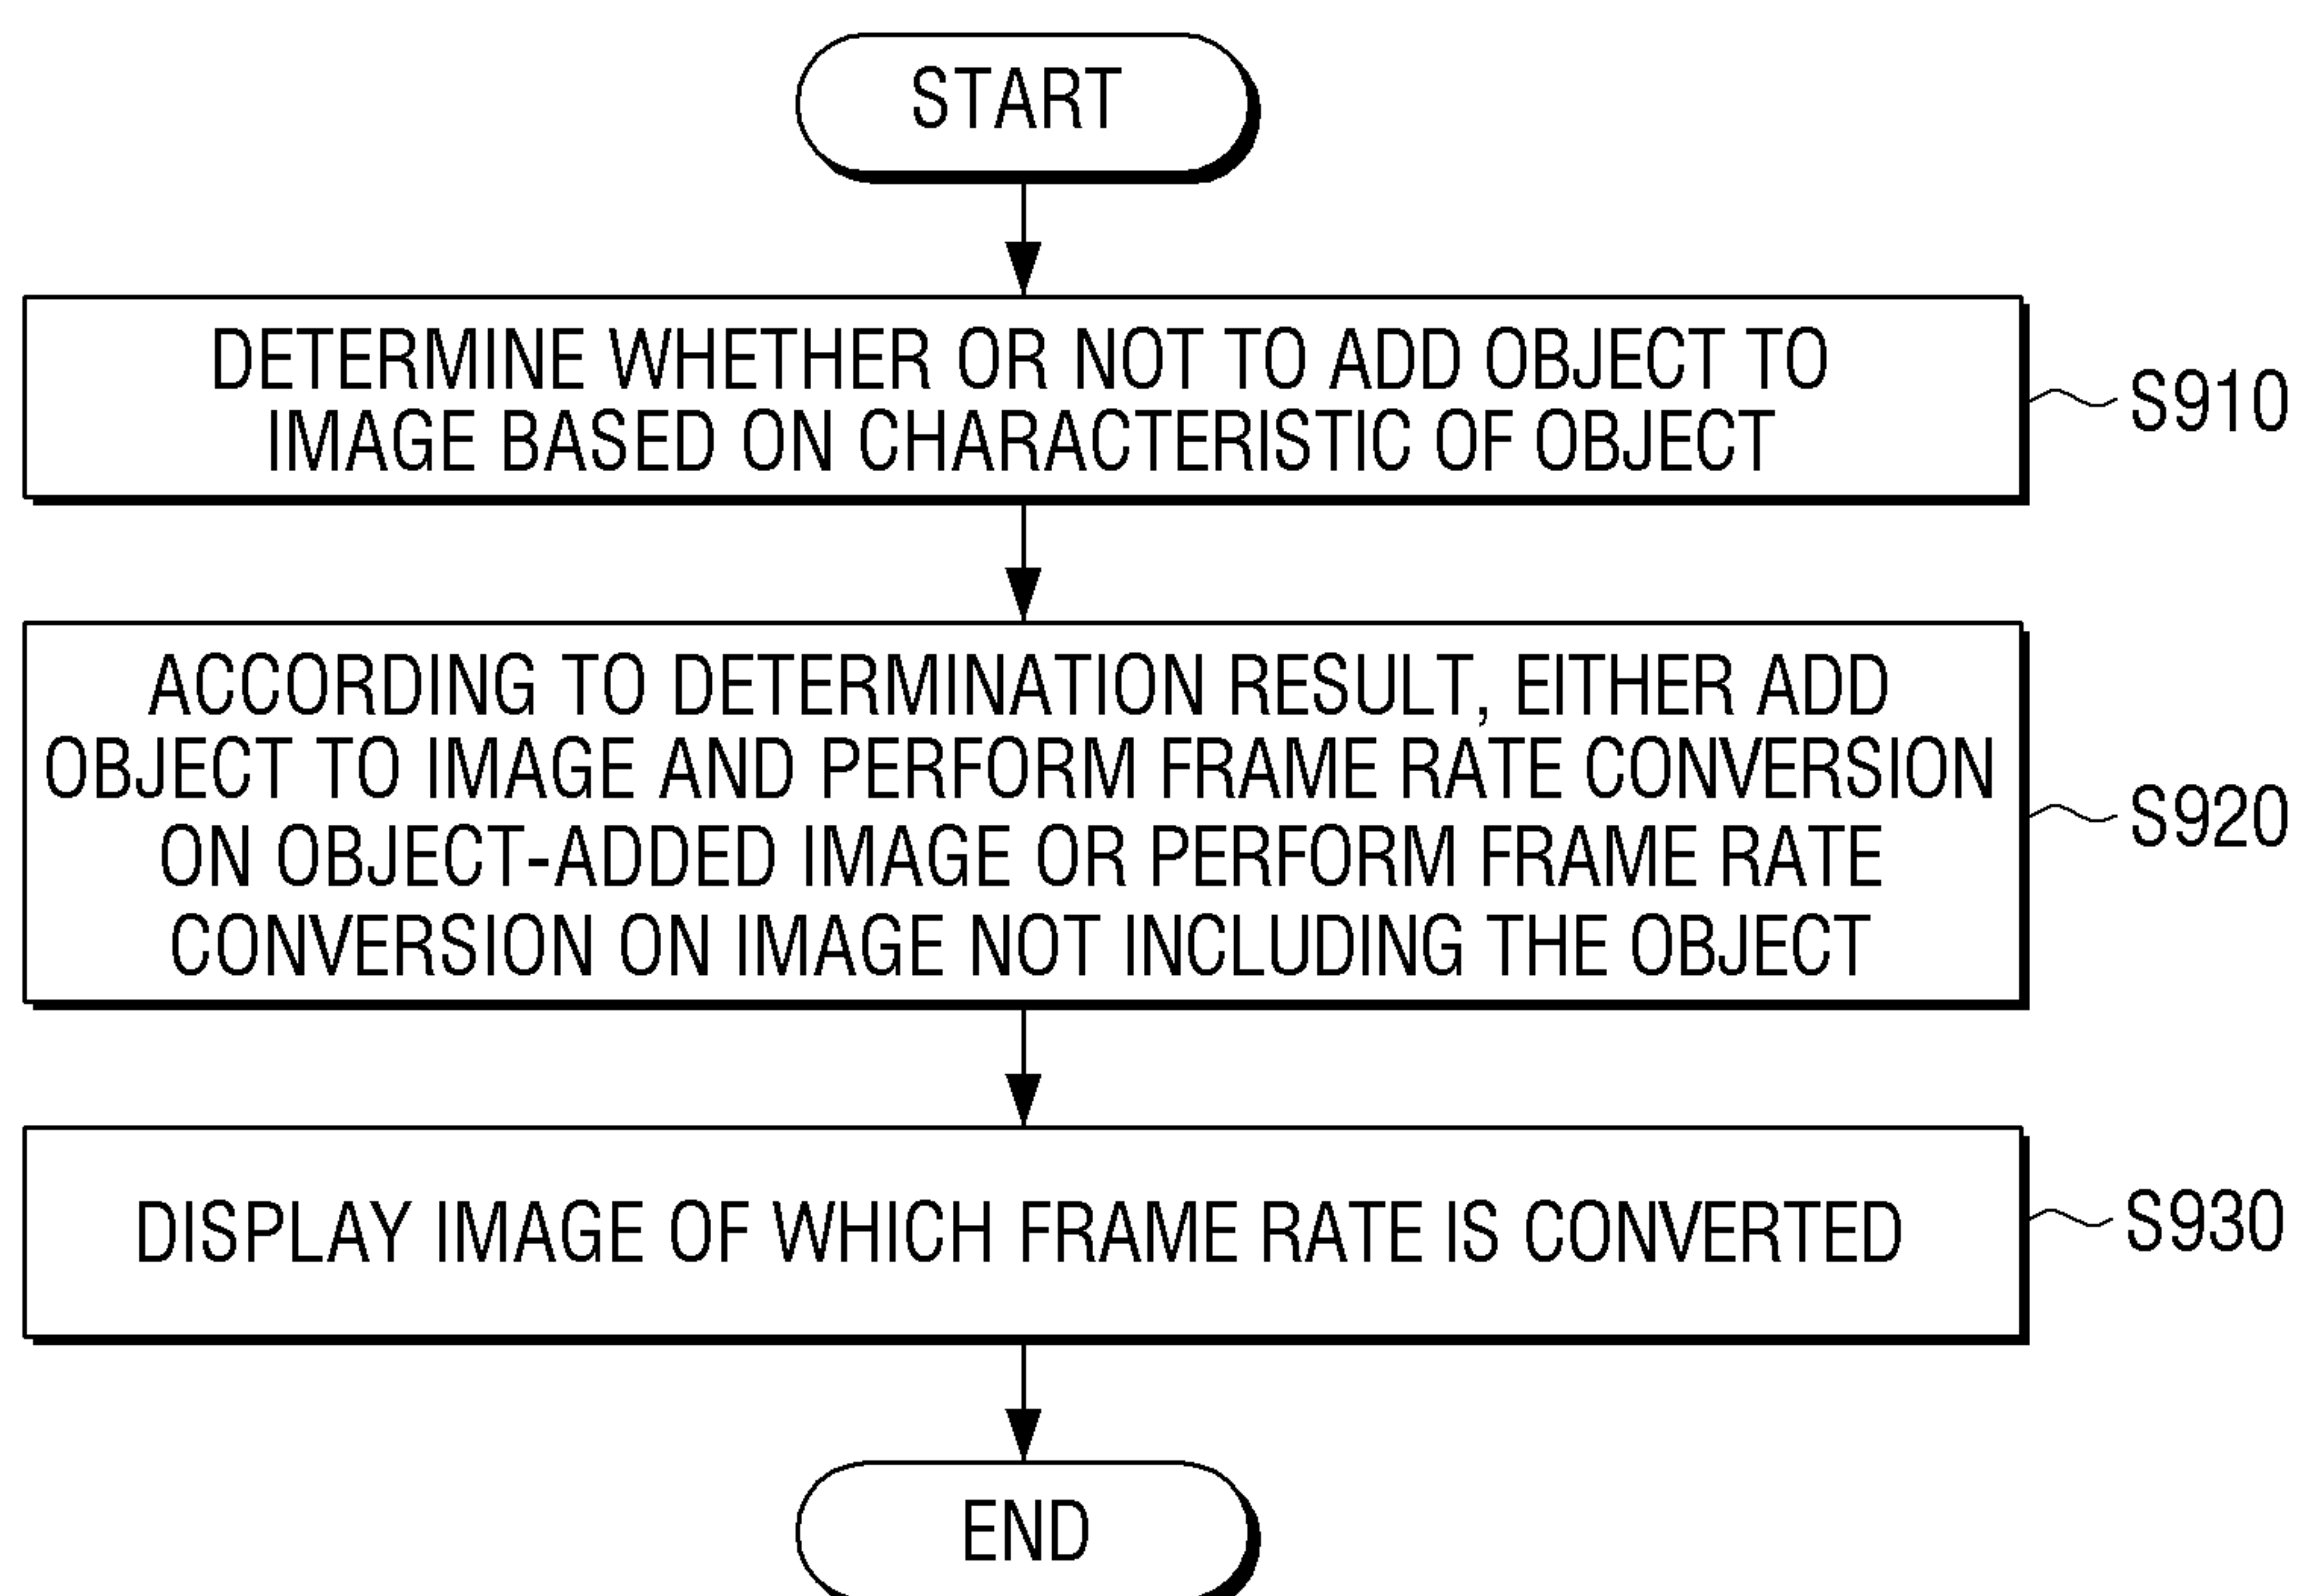 START
DETERMINE WHETHER OR NOT TO ADD OBJECT TO
IMAGE BASED ON CHARACTERISTIC OF OBJECT
S910
ACCORDING TO DETERMINATION RESULT, EITHER ADD
OBJECT TO IMAGE AND PERFORM FRAME RATE CONVERSION
ON OBJECT-ADDED IMAGE OR PERFORM FRAME RATE
CONVERSION ON IMAGE NOT INCLUDING THE OBJECT
S920
DISPLAY IMAGE OF WHICH FRAME RATE IS CONVERTED
S930
END